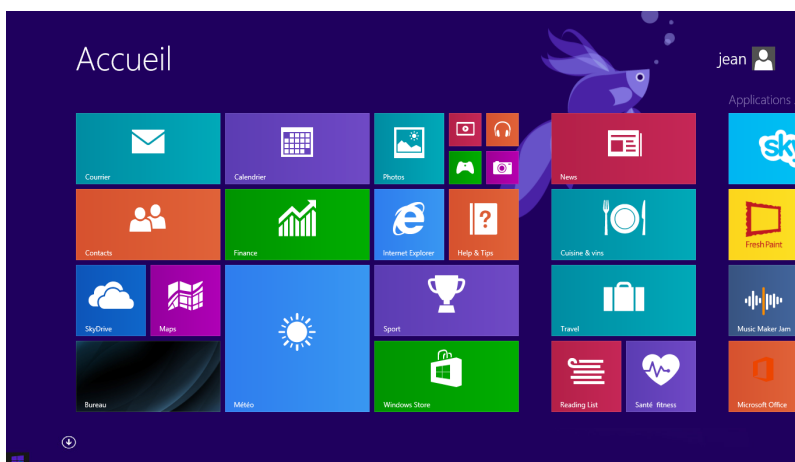 Accueil
jean
Applications
Courrier
Calendrier
Photos
News
Sky
Contacts
Finance
Internet Explorer
Help & Tips
Cuisine & vins
Fresh Paint
SkyDrive
Maps
Sport
Travel
Music Maker Jam
Bureau
Météo
Windows Store
Reading List
Santé fitness
Microsoft Office